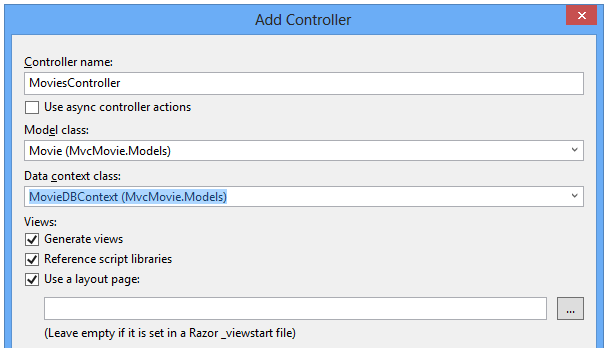 Add Controller
Controller name:
MoviesController
Use async controller actions
Model class:
Movie (MvcMovie.Models)
Data context class:
MovieDBContext (MvcMovie.Models)
Views:
Generate views
Reference script libraries
Use a layout page:
...
(Leave empty if it is set in a Razor _viewstart file)